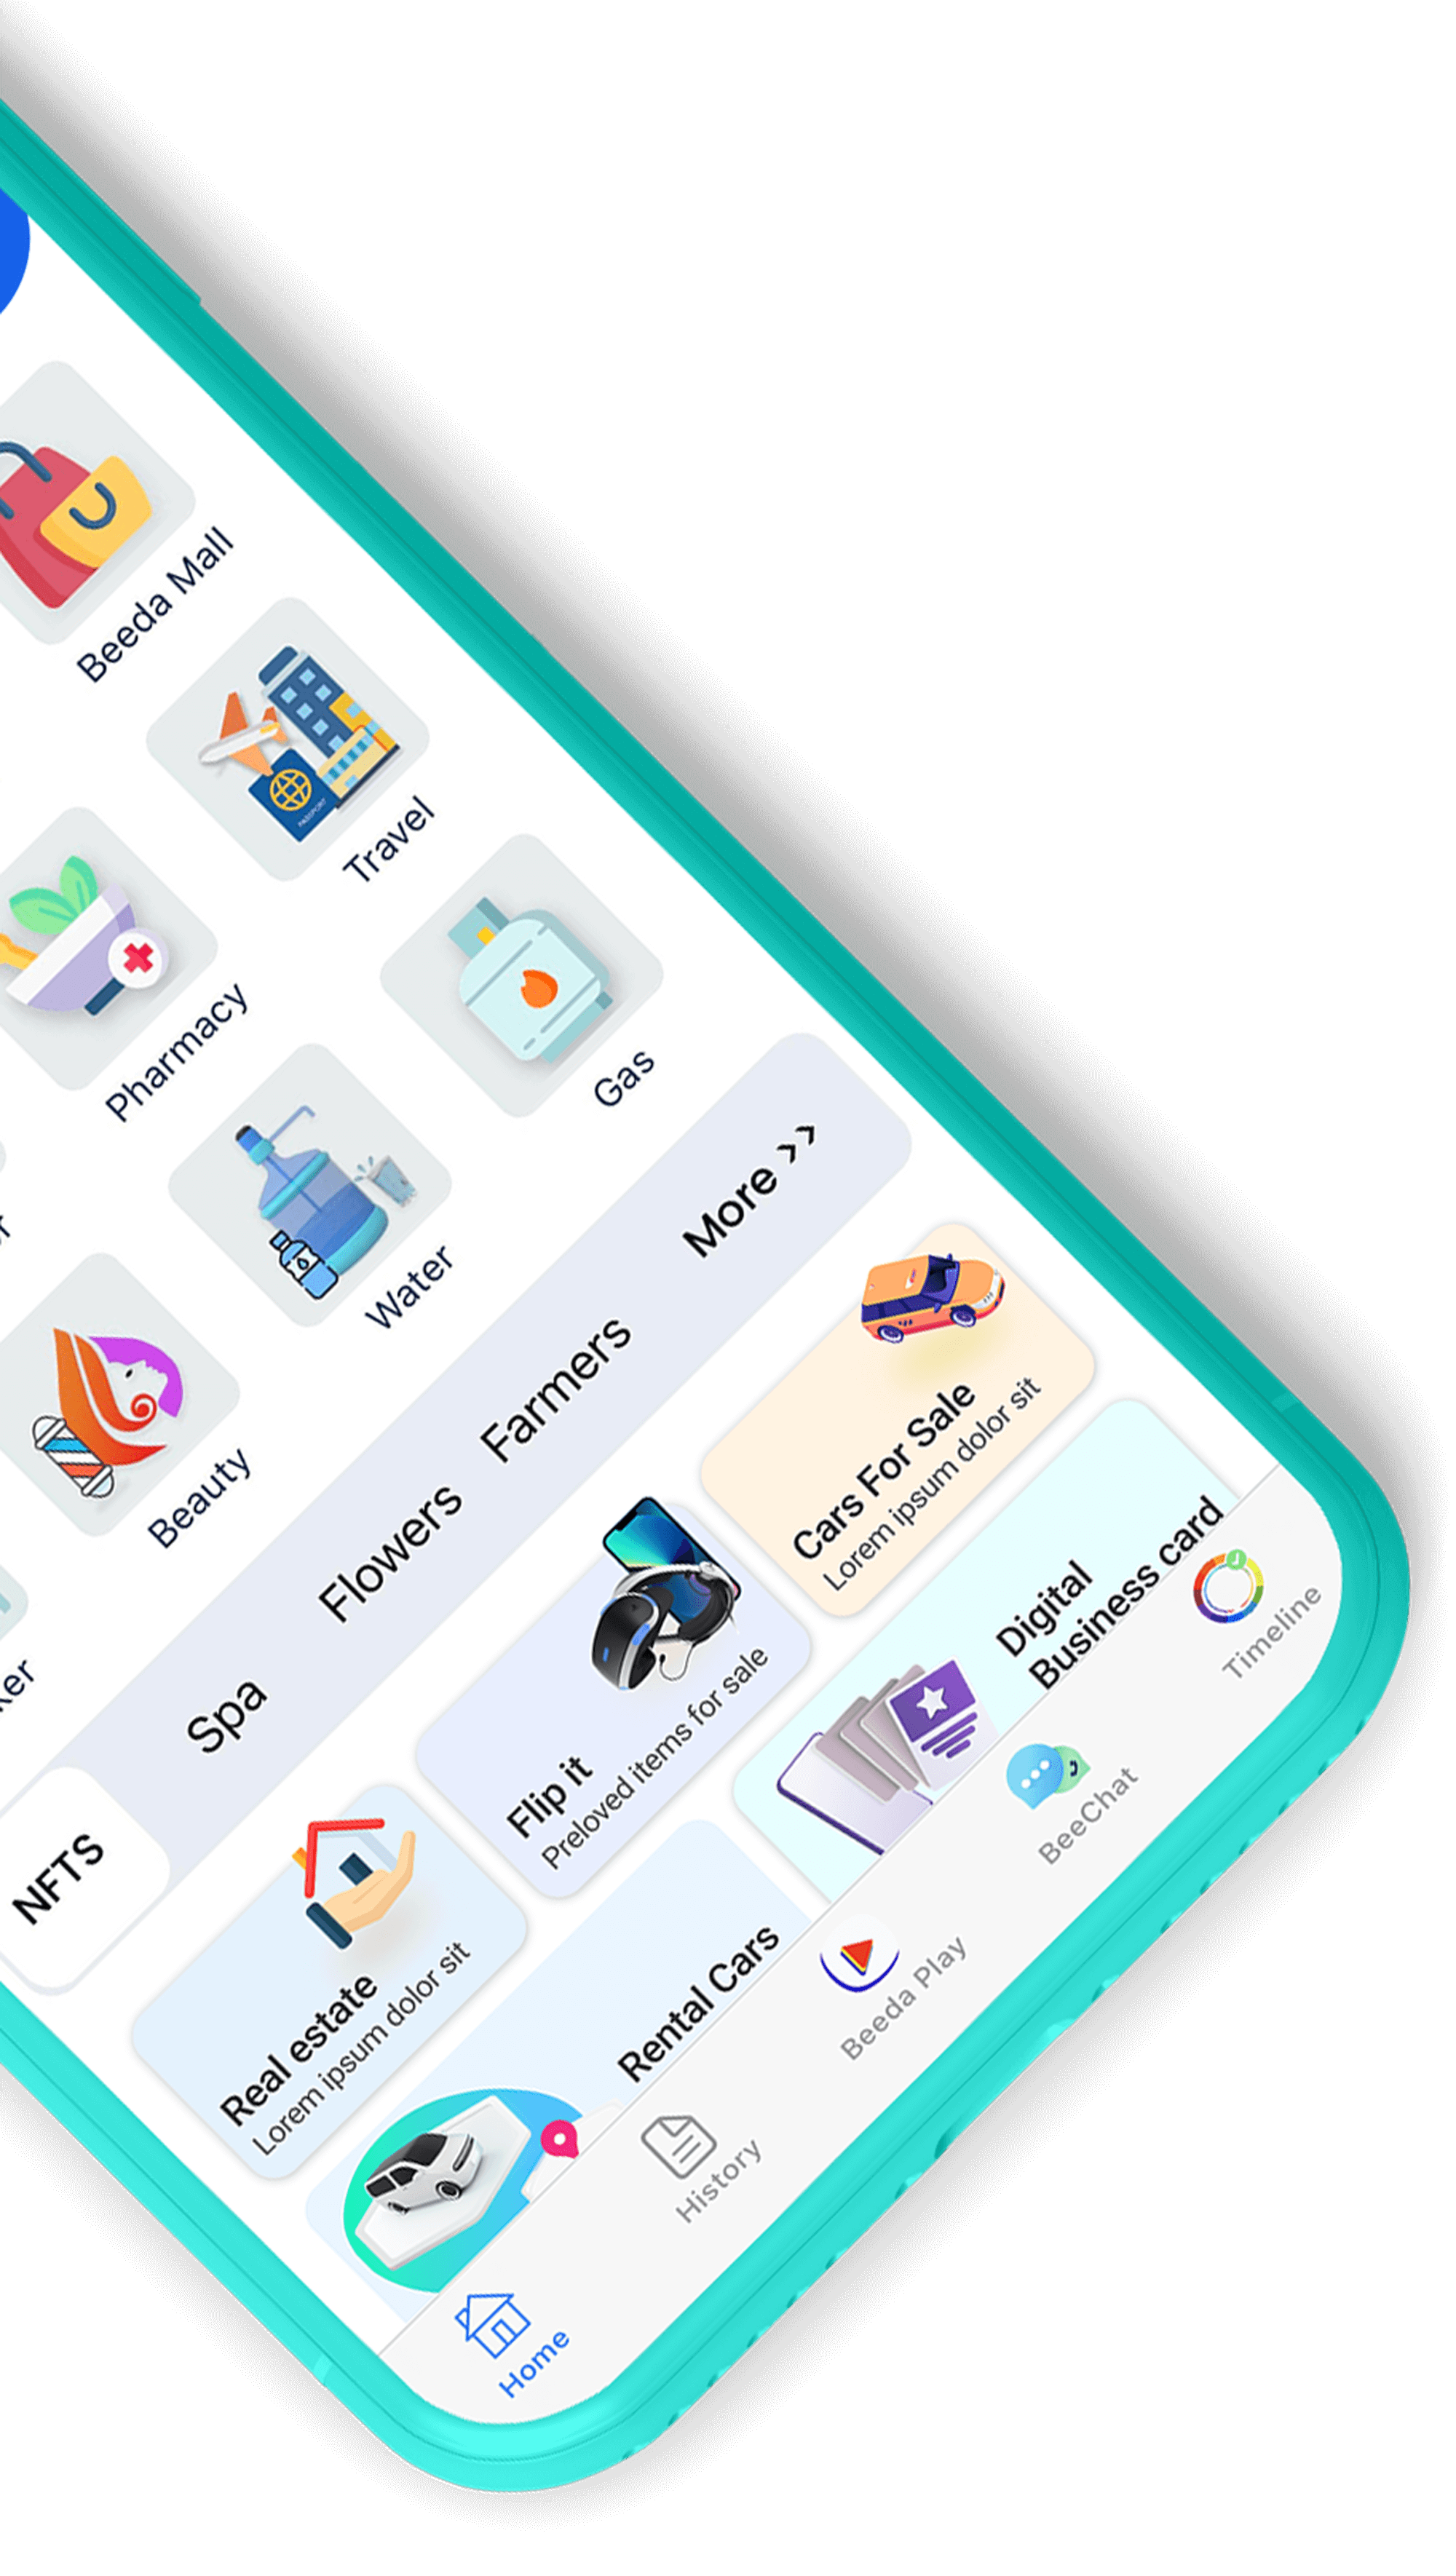 Beeda Mall
Travel
PASSPORT
Pharmacy
Gas
Water
Beauty
NFTS
Spa
Flowers
Farmers
More >>
Real estate
Lorem ipsum dolor sit
Flip it
Preloved items for sale
Cars For Sale
Lorem ipsum dolor sit
Rental Cars
Digital
Business card
Home
History
Beeda Play
BeeChat
Timeline